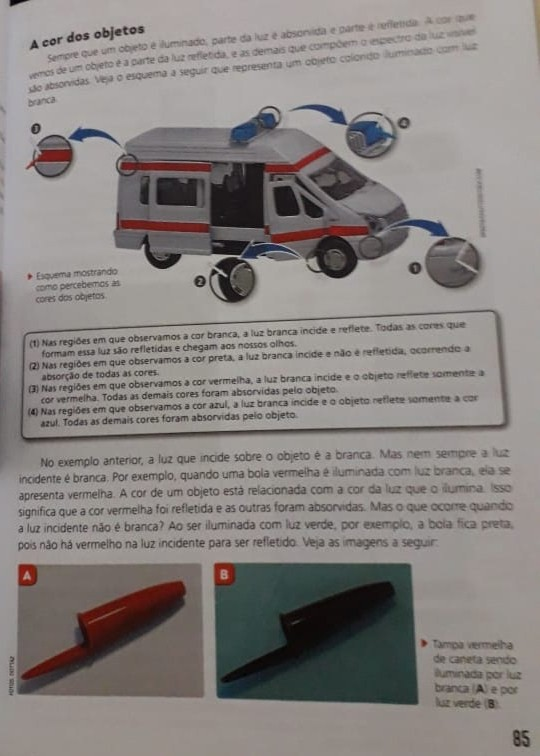 A cor dos objetos
Sempre que um objeto é iluminado, parte da luz é absorvida e parte é refletida. A cor que
vemos de um objeto é a parte da luz refletida, e as demais que compõem o espectro da luz visível
são absorvidas. Veja o esquema a seguir que representa um objeto colorido iluminado com luz
branca.
3
4
Esquema mostrando
como percebemos as
cores dos objetos.
2
1
(1) Nas regiões em que observamos a cor branca, a luz branca incide e reflete. Todas as cores que
formam essa luz são refletidas e chegam aos nossos olhos.
(2) Nas regiões em que observamos a cor preta, a luz branca incide e não é refletida, ocorrendo a
absorção de todas as cores.
(3) Nas regiões em que observamos a cor vermelha, a luz branca incide e o objeto reflete somente a
cor vermelha. Todas as demais cores foram absorvidas pelo objeto.
(4) Nas regiões em que observamos a cor azul, a luz branca incide e o objeto reflete somente a cor
azul. Todas as demais cores foram absorvidas pelo objeto.
No exemplo anterior, a luz que incide sobre o objeto é a branca. Mas nem sempre a luz
incidente é branca. Por exemplo, quando uma bola vermelha é iluminada com luz branca, ela se
apresenta vermelha. A cor de um objeto está relacionada com a cor da luz que o ilumina. Isso
significa que a cor vermelha foi refletida e as outras foram absorvidas. Mas o que ocorre quando
a luz incidente não é branca? Ao ser iluminada com luz verde, por exemplo, a bola fica preta,
pois não há vermelho na luz incidente para ser refletido. Veja as imagens a seguir:
A
B
Tampa vermelha
de caneta sendo
iluminada por luz
branca (A) e por
luz verde (B).
85